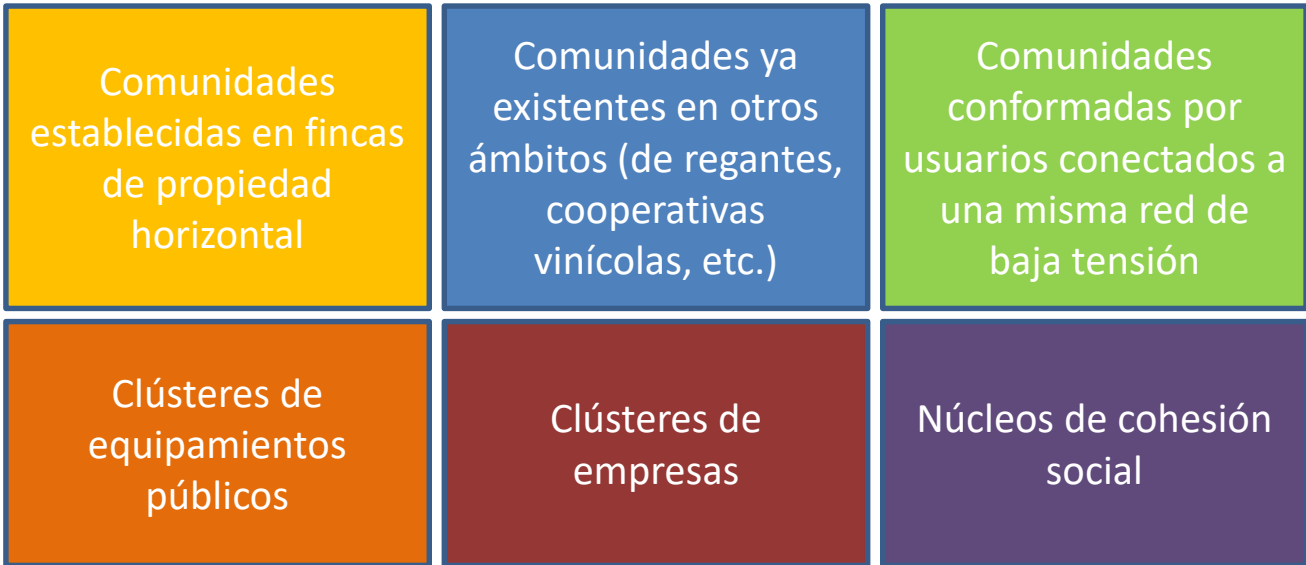 Comunidades
establecidas en fincas
de propiedad
horizontal
Comunidades ya
existentes en otros
ámbitos (de regantes,
cooperativas
vinícolas, etc.)
Comunidades
conformadas por
usuarios conectados a
una misma red de
baja tensión
Clústeres de
equipamientos
públicos
Clústeres de
empresas
Núcleos de cohesión
social